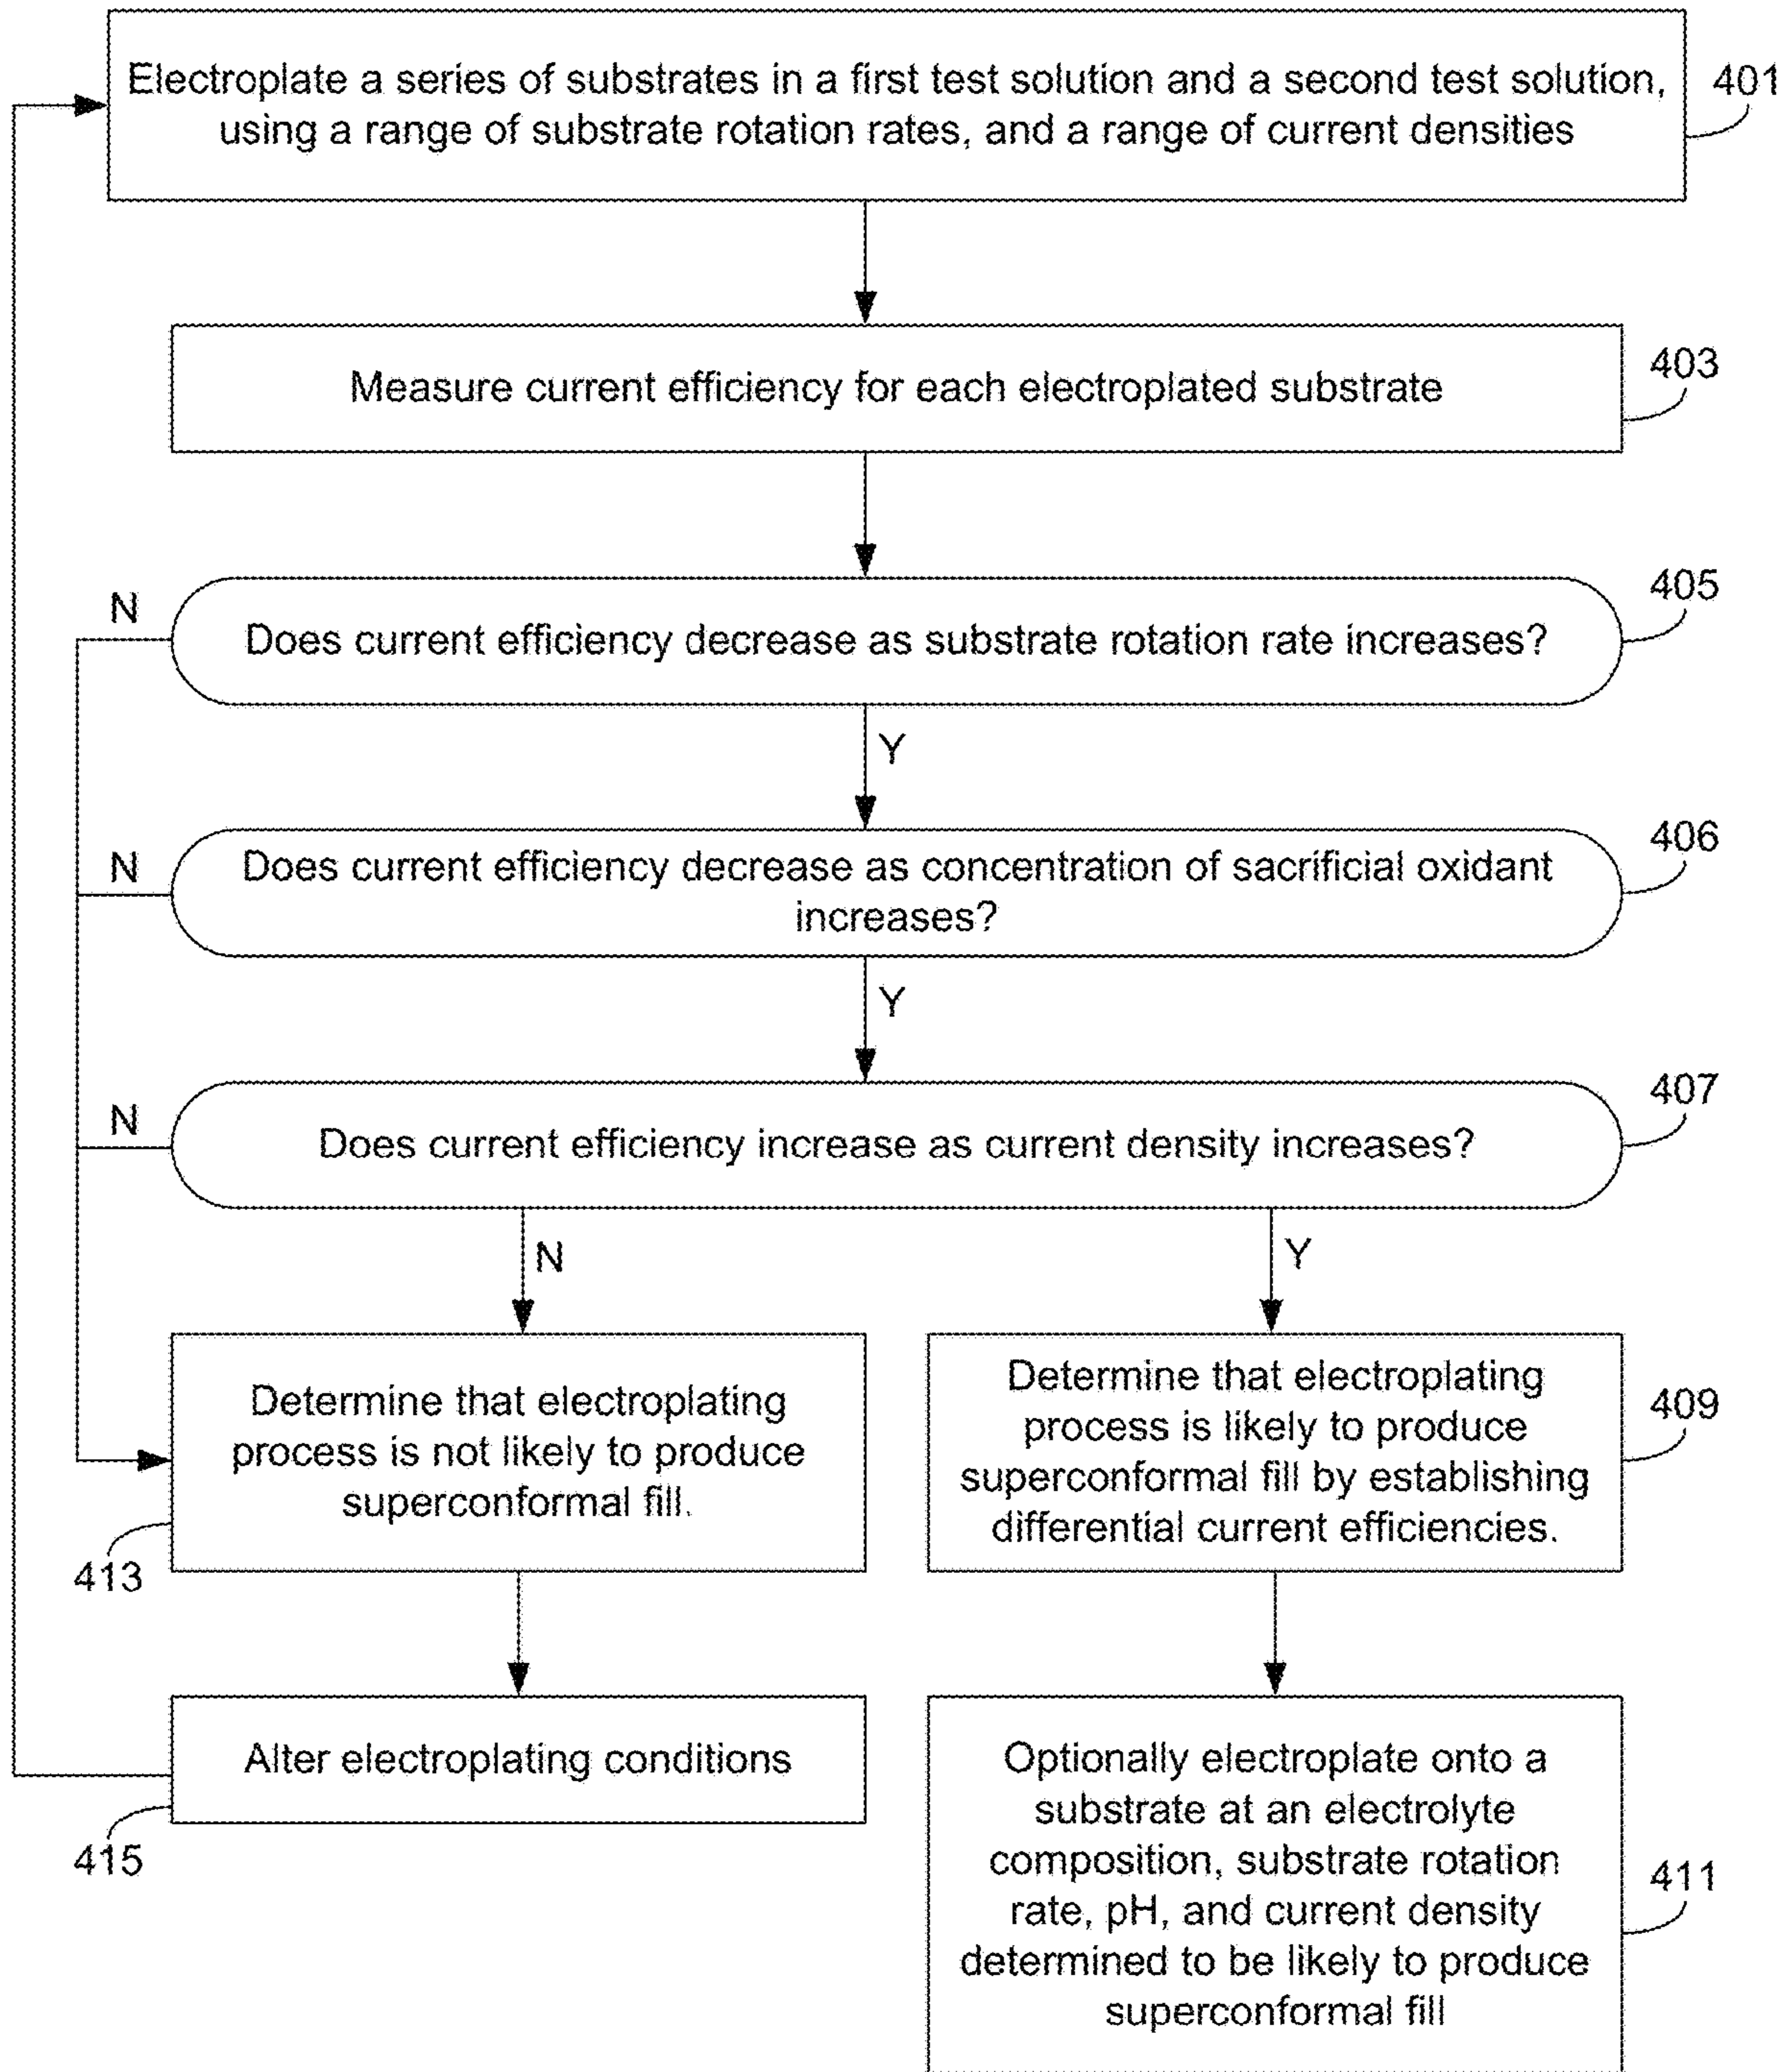 Electroplate a series of substrates in a first test solution and a second test solution,
using a range of substrate rotation rates, and a range of current densities
401
Measure current efficiency for each electroplated substrate
403
Does current efficiency decrease as substrate rotation rate increases?
405
N
Y
Does current efficiency decrease as concentration of sacrificial oxidant
increases?
406
N
Y
Does current efficiency increase as current density increases?
407
N
N
Y
Determine that electroplating
process is not likely to produce
superconformal fill.
413
Determine that electroplating
process is likely to produce
superconformal fill by establishing
differential current efficiencies.
409
Alter electroplating conditions
415
Optionally electroplate onto a
substrate at an electrolyte
composition, substrate rotation
rate, pH, and current density
determined to be likely to produce
superconformal fill
411